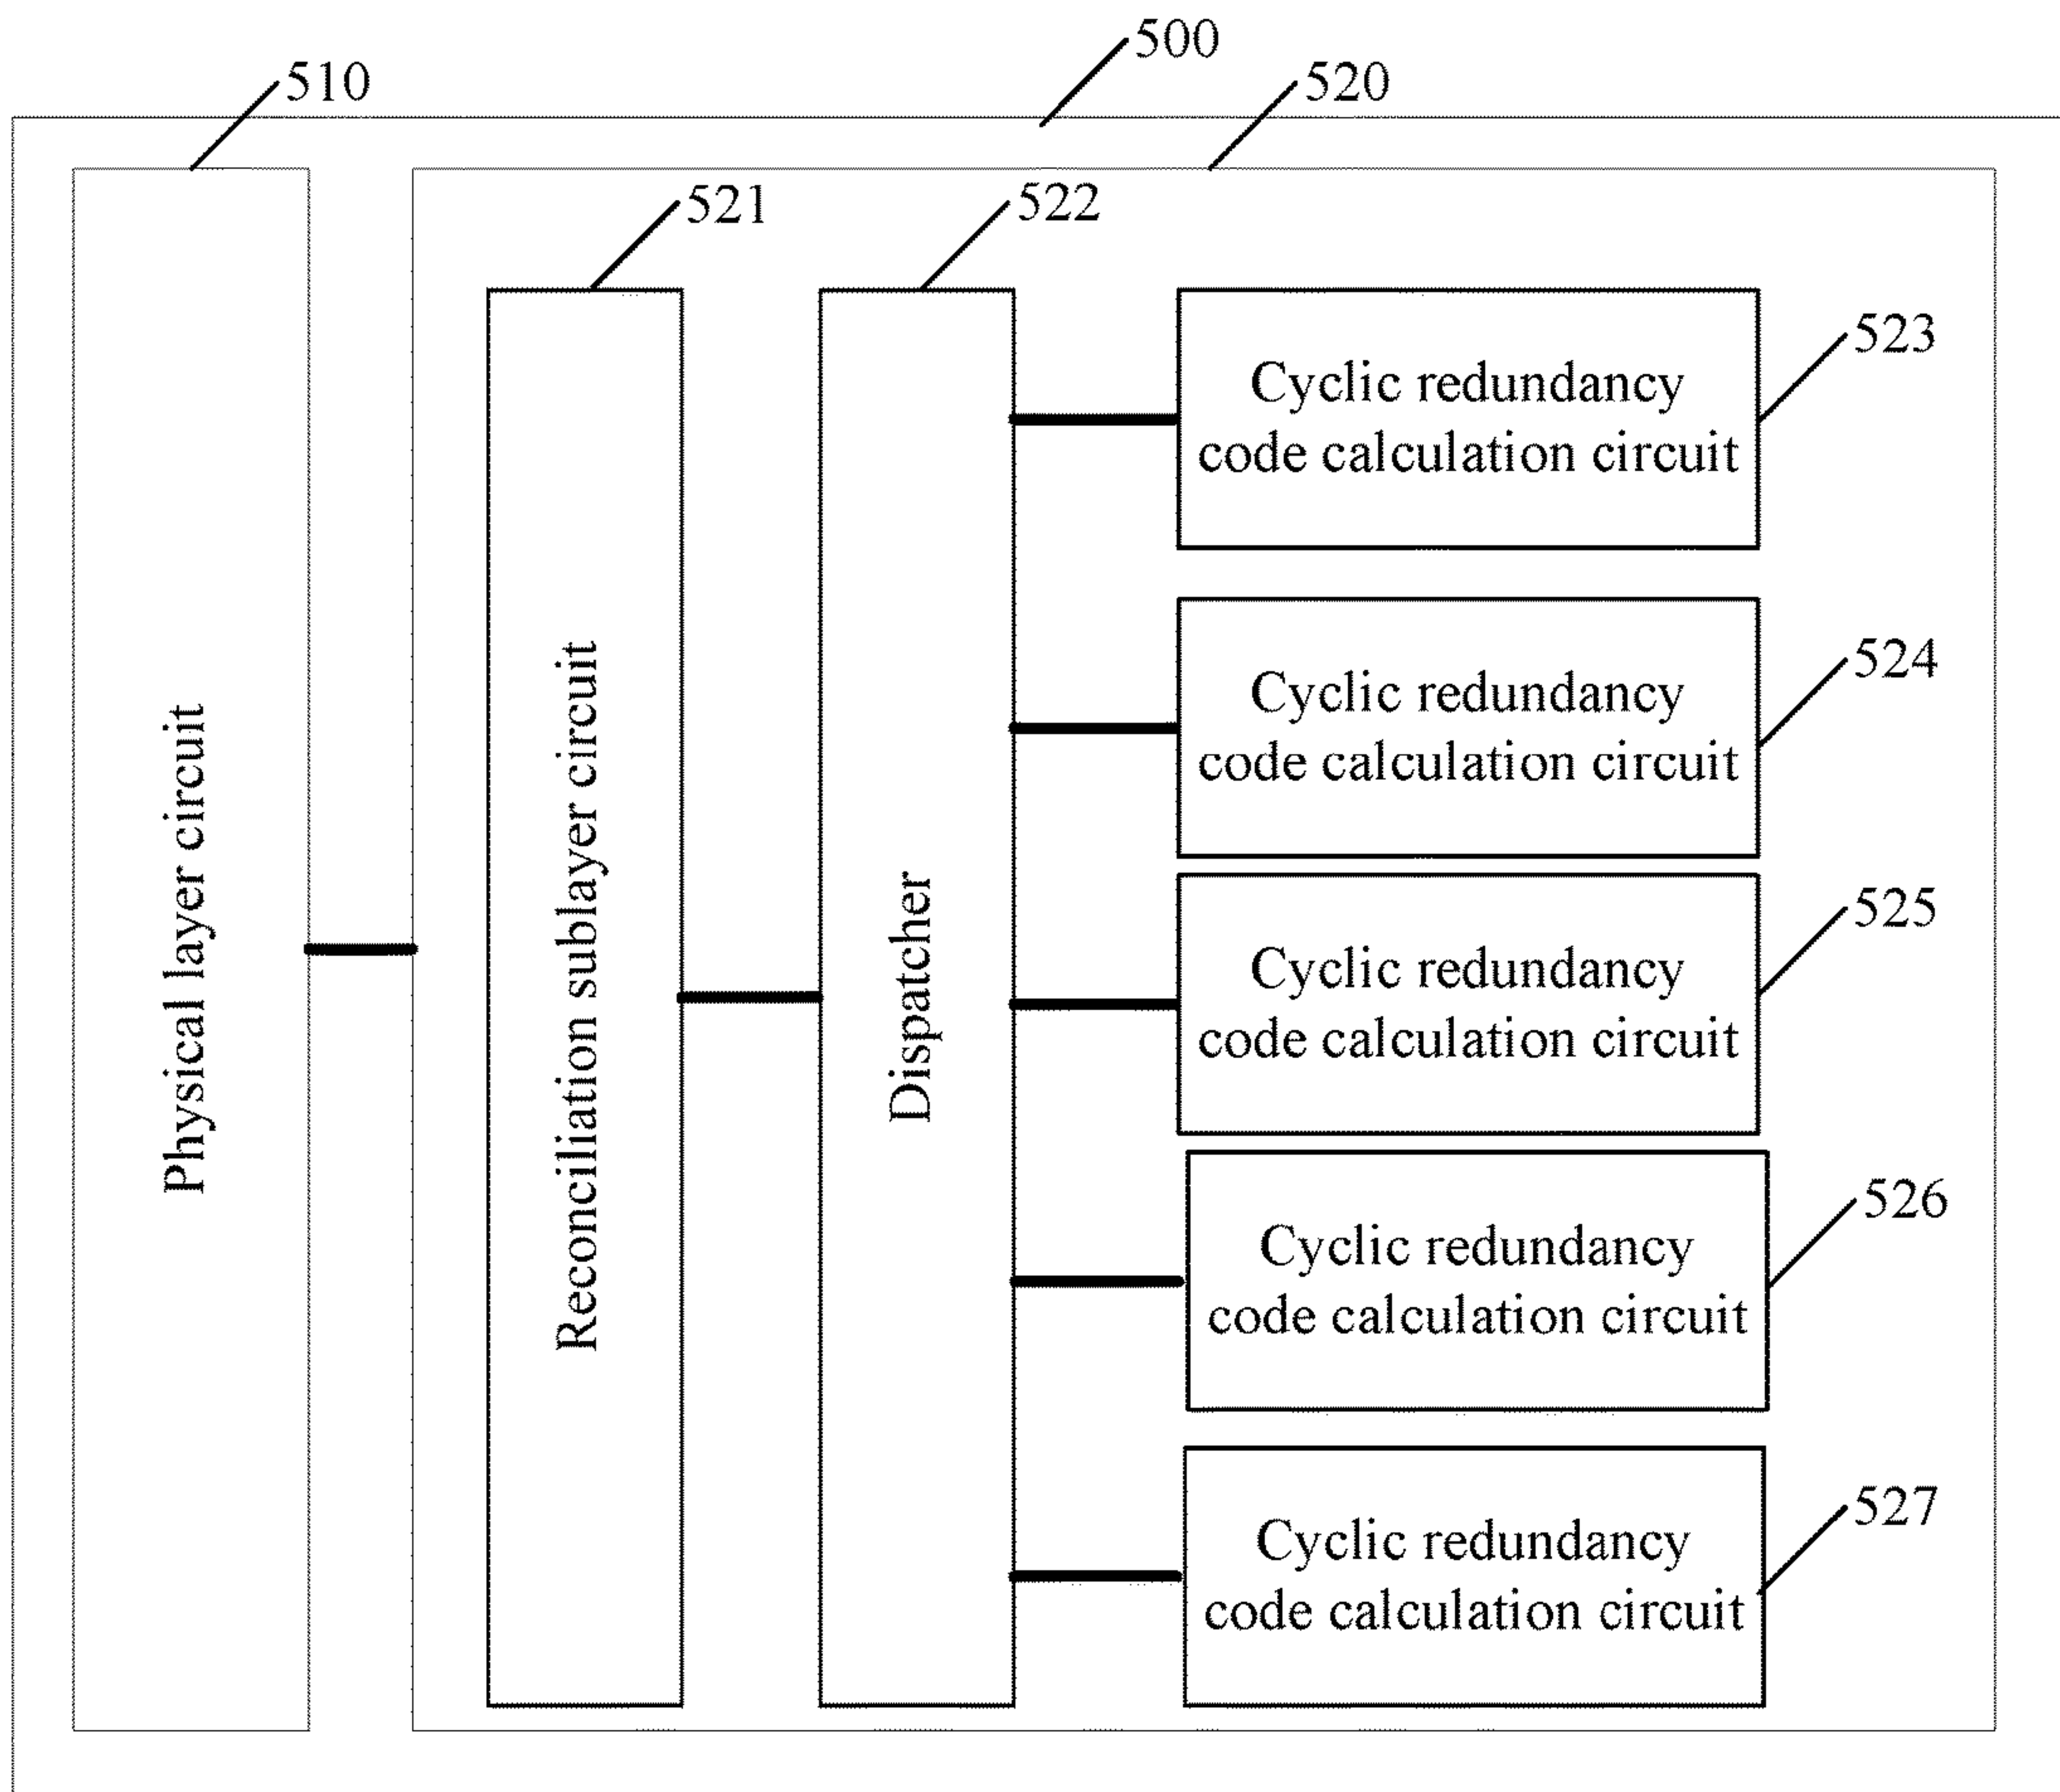 500
510
520
521
522
Physical layer circuit
Reconciliation sublayer circuit
Dispatcher
Cyclic redundancy
code calculation circuit
523
Cyclic redundancy
code calculation circuit
524
Cyclic redundancy
code calculation circuit
525
Cyclic redundancy
code calculation circuit
526
Cyclic redundancy
code calculation circuit
527